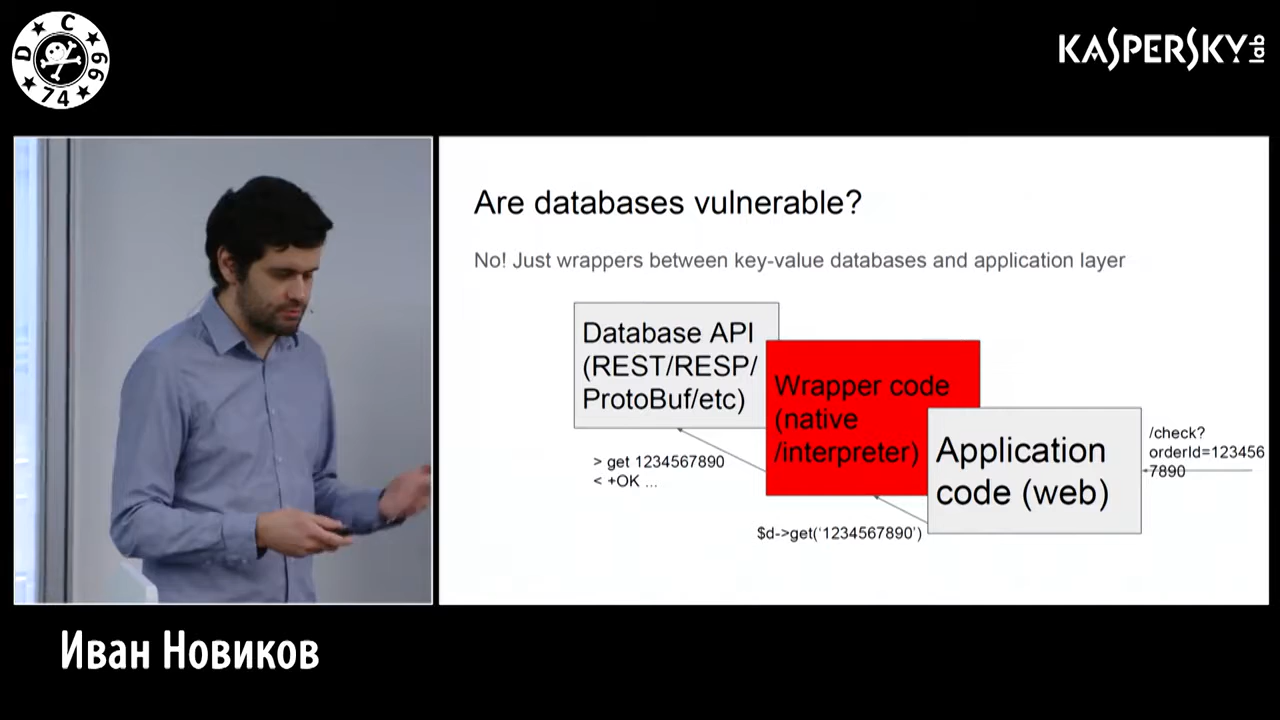 D C 7499
KASPERSKY lab
Are databases vulnerable?
No! Just wrappers between key-value databases and application layer
Database API
(REST/RESP/
ProtoBuf/etc)
Wrapper code
(native
/interpreter)
Application
code (web)
/check?
orderId=123456
7890
> get 1234567890
< +OK ...
$d->get(‘1234567890’)
Иван Новиков